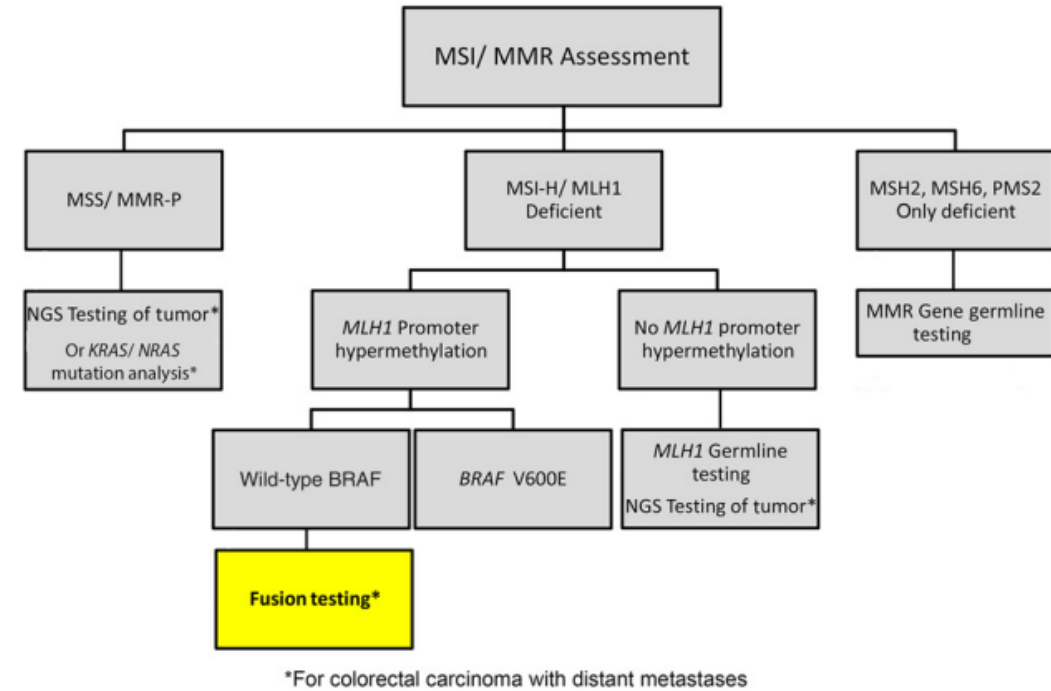 MSI/ MMR Assessment
MSS/ MMR-P
MSI-H/ MLH1
Deficient
MSH2, MSH6, PMS2
Only deficient
NGS Testing of tumor*
Or KRAS/ NRAS
mutation analysis*
MLH1 Promoter
hypermethylation
No MLH1 promoter
hypermethylation
MMR Gene germline
testing
Wild-type BRAF
BRAF V600E
MLH1 Germline
testing
NGS Testing of tumor*
Fusion testing*
*For colorectal carcinoma with distant metastases